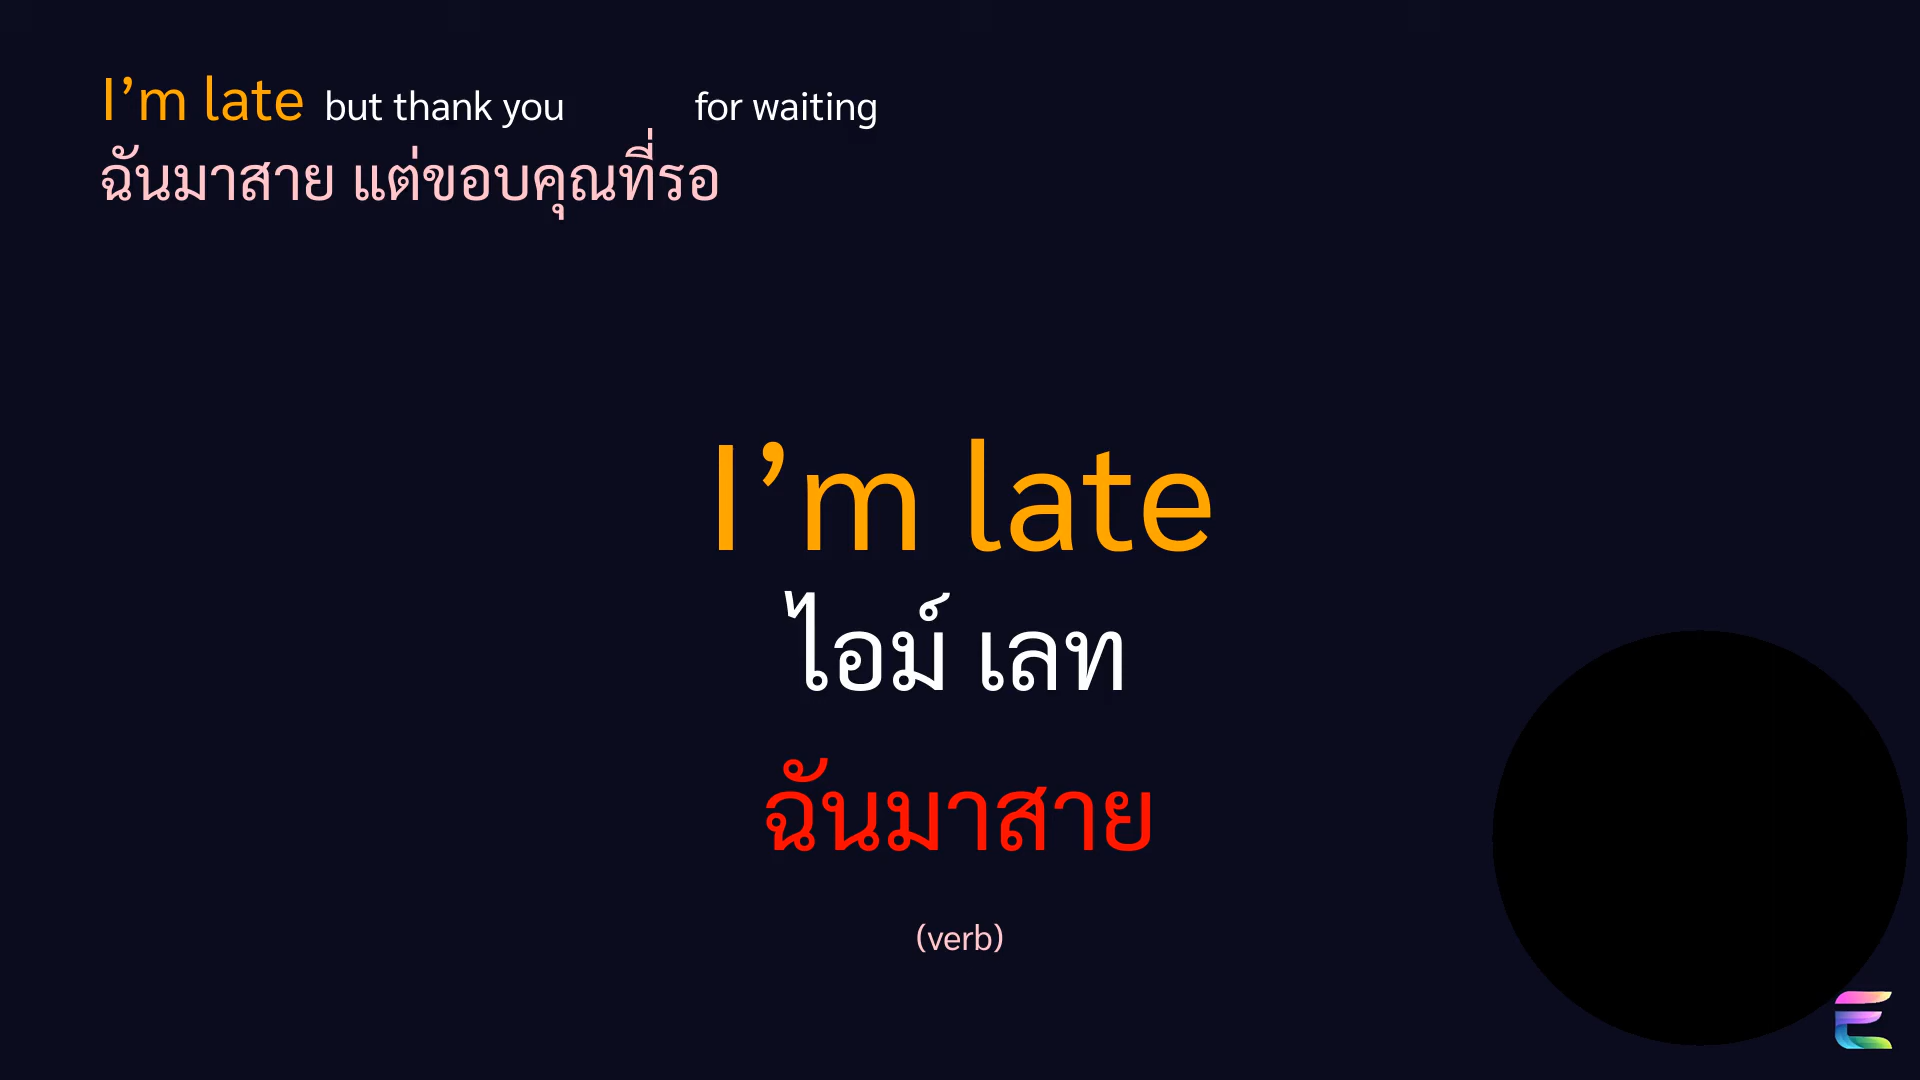 I’m late but thank you for waiting
ฉันมาสาย แต่ขอบคุณที่รอ
I’m late
ไอม์ เลท
ฉันมาสาย
(verb)